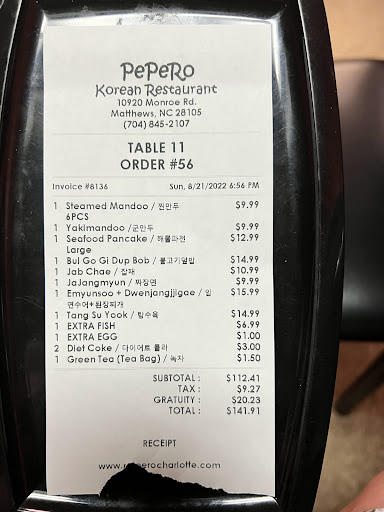 PePeRo
Korean Restaurant
10920 Monroe Rd.
Matthews, NC 28105
(704) 845-2107
TABLE 11
ORDER #56
Invoice #8136 Sun, 8/21/2022 6:56 PM
1 Steamed Mandoo / 찐만두 $9.99
6PCS
1 Yakimandoo /군만두 $9.99
1 Seafood Pancake / 해물파전 $12.99
Large
1 Bul Go Gi Dup Bob / 불고기덮밥 $14.99
1 Jab Chae / 잡채 $10.99
1 JaJangmyun / 짜장면 $9.99
1 Emyunsoo + Dwenjangjjigae / 임 $15.99
연수어+된장찌개
1 Tang Su Yook / 탕수육 $14.99
1 EXTRA FISH $6.99
1 EXTRA EGG $1.00
2 Diet Coke / 다이어트 콜라 $3.00
1 Green Tea (Tea Bag) / 녹차 $1.50
SUBTOTAL : $112.41
TAX : $9.27
GRATUITY : $20.23
TOTAL : $141.91
RECEIPT